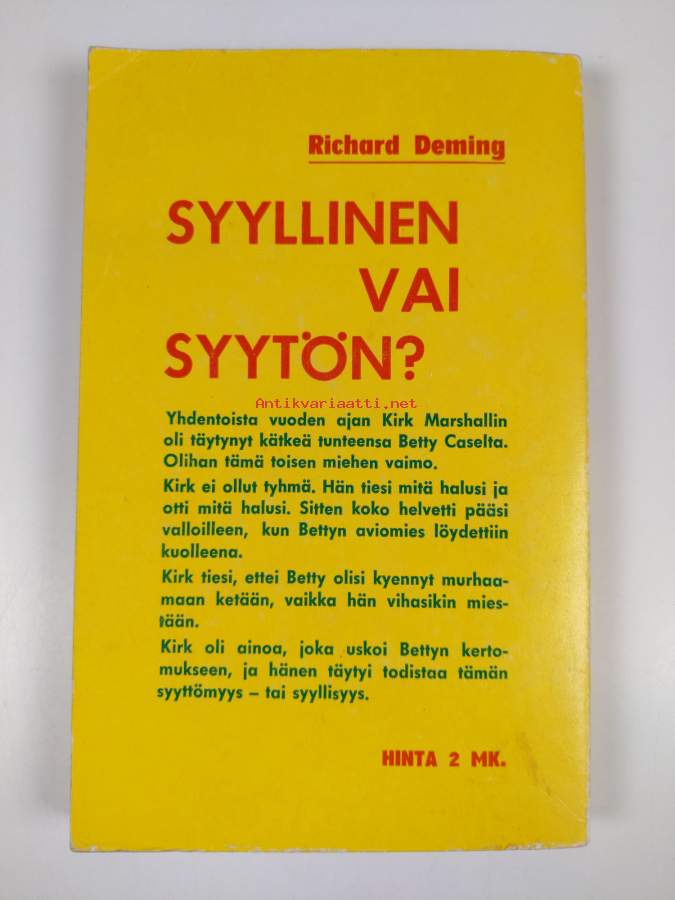 Richard Deming
SYYLLINEN
VAI
SYYTÖN?
Antikvariaatti.net
Yhdentoista vuoden ajan Kirk Marshallin
oli täytynyt kätkeä tunteensa Betty Caselta.
Olihan tämä toisen miehen vaimo.
Kirk ei ollut tyhmä. Hän tiesi mitä halusi ja
otti mitä halusi. Sitten koko helvetti pääsi
valloilleen, kun Bettyn aviomies löydettiin
kuolleena.
Kirk tiesi, ettei Betty olisi kyennyt murhaa-
maan ketään, vaikka hän vihasikin mies-
tään.
Kirk oli ainoa, joka uskoi Bettyn kerto-
mukseen, ja hänen täytyi todistaa tämän
syyttömyys – tai syyllisyys.
HINTA 2 MK.